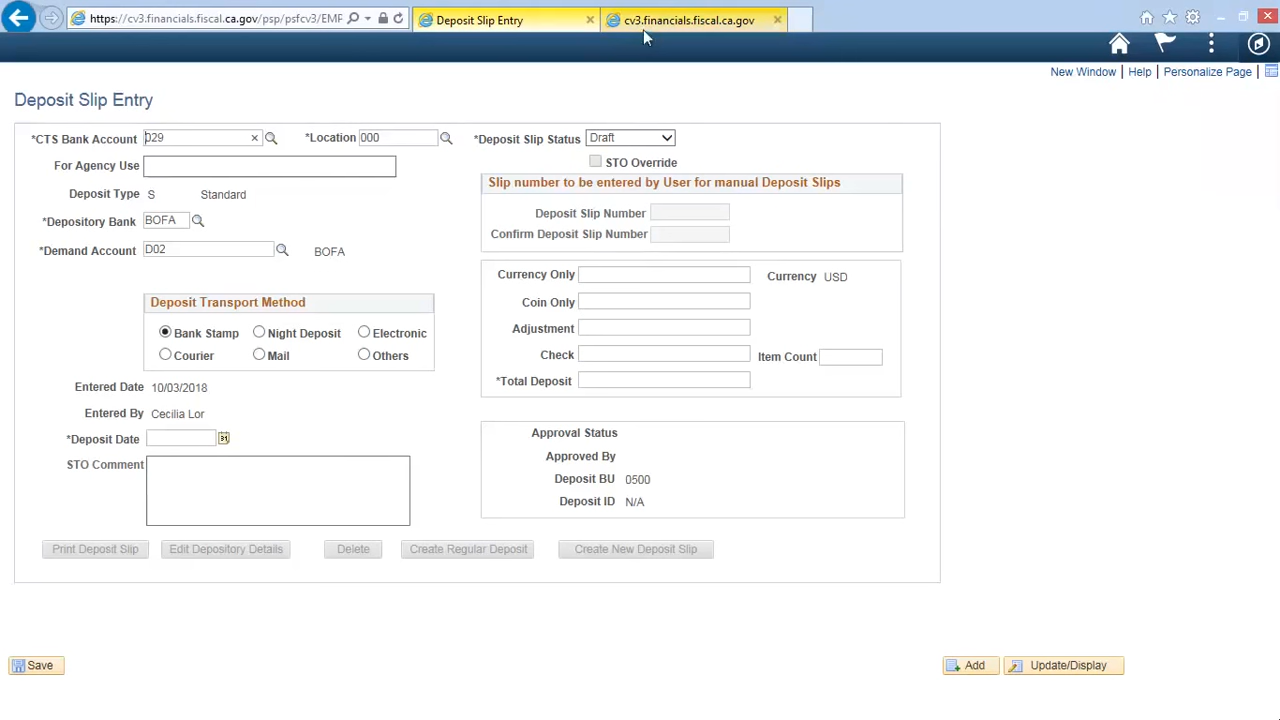 https://cv3.financials.fiscal.ca.gov/psp/psfcv3/EMP
Deposit Slip Entry
cv3.financials.fiscal.ca.gov
New Window | Help | Personalize Page |
Deposit Slip Entry
*CTS Bank Account 029 *Location 000 *Deposit Slip Status Draft
For Agency Use STO Override
Deposit Type S Standard
Slip number to be entered by User for manual Deposit Slips
*Depository Bank BOFA Deposit Slip Number
Confirm Deposit Slip Number
*Demand Account D02 BOFA
Currency Only Currency USD
Deposit Transport Method Coin Only
Bank Stamp Night Deposit Electronic Adjustment
Courier Mail Others Check Item Count
*Total Deposit
Entered Date 10/03/2018
Entered By Cecilia Lor
*Deposit Date 31 Approval Status
Approved By
STO Comment
Deposit BU 0500
Deposit ID N/A
Print Deposit Slip Edit Depository Details Delete Create Regular Deposit Create New Deposit Slip
Save Add Update/Display